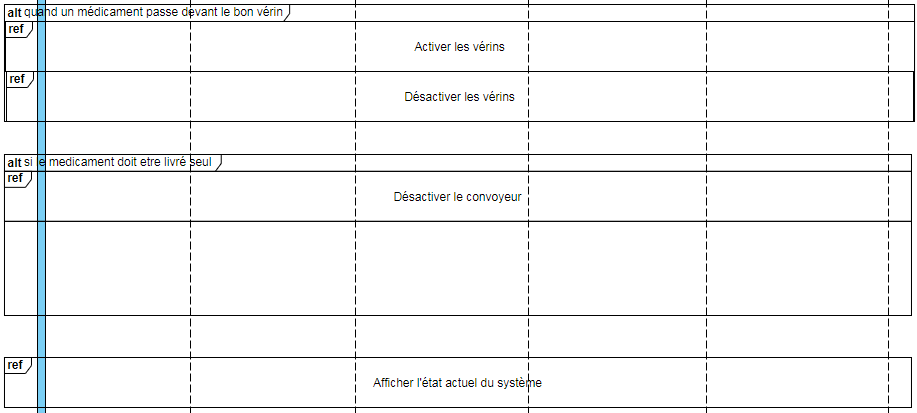 alt quand un médicament passe devant le bon vérin
ref
Activer les vérins
ref
Désactiver les vérins
alt si le medicament doit etre livré seul
ref
Désactiver le convoyeur
ref
Afficher l'état actuel du système